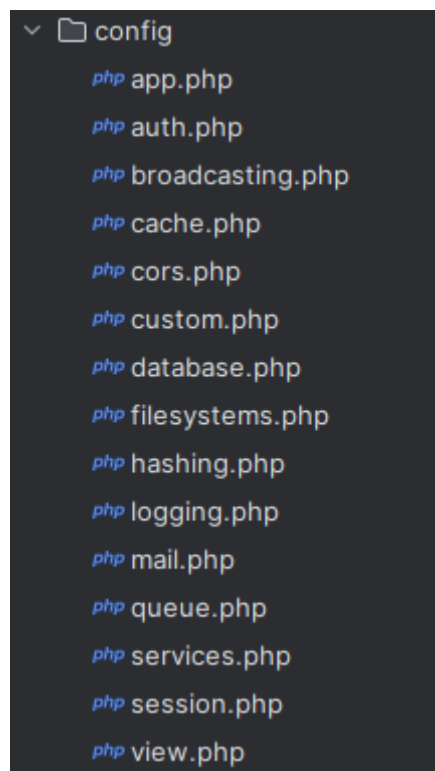 config
php app.php
php auth.php
php broadcasting.php
php cache.php
php cors.php
php custom.php
php database.php
php filesystems.php
php hashing.php
php logging.php
php mail.php
php queue.php
php services.php
php session.php
php view.php